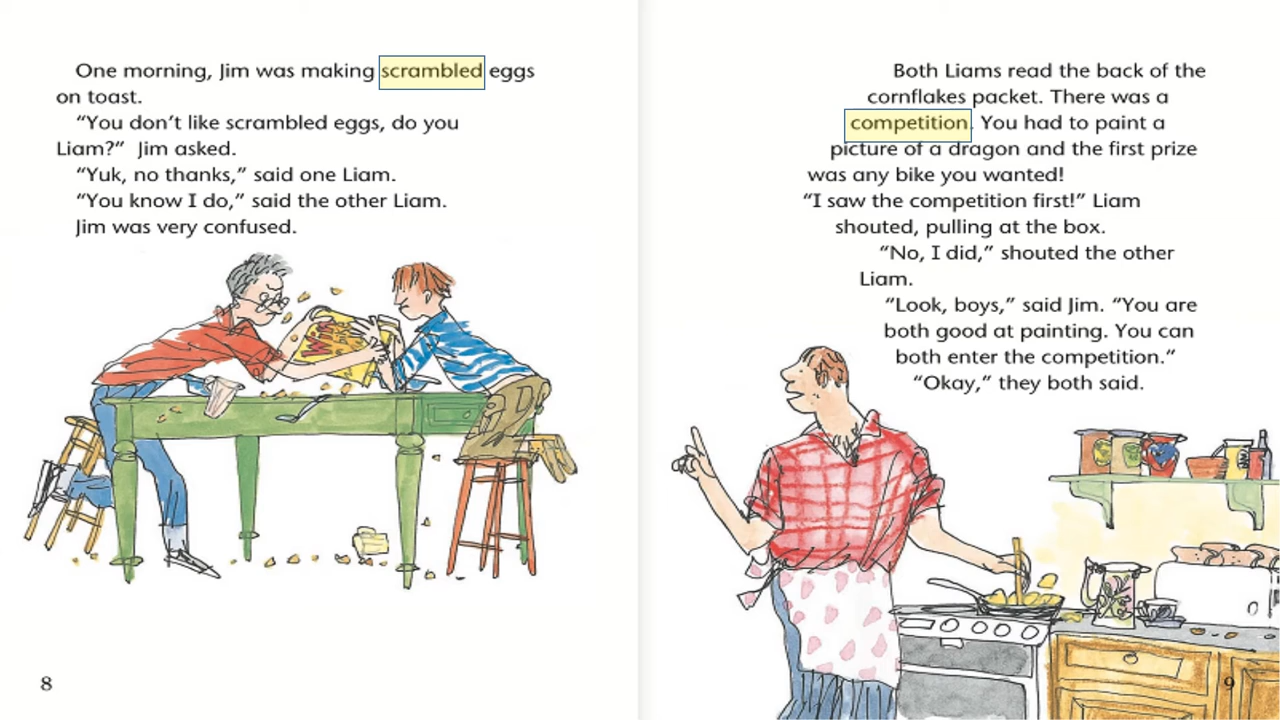 One morning, Jim was making scrambled eggs
on toast.
“You don’t like scrambled eggs, do you
Liam?” Jim asked.
“Yuk, no thanks,” said one Liam.
“You know I do,” said the other Liam.
Jim was very confused.
8
Both Liams read the back of the
cornflakes packet. There was a
competition. You had to paint a
picture of a dragon and the first prize
was any bike you wanted!
“I saw the competition first!” Liam
shouted, pulling at the box.
“No, I did,” shouted the other
Liam.
“Look, boys,” said Jim. “You are
both good at painting. You can
both enter the competition.”
“Okay,” they both said.
9